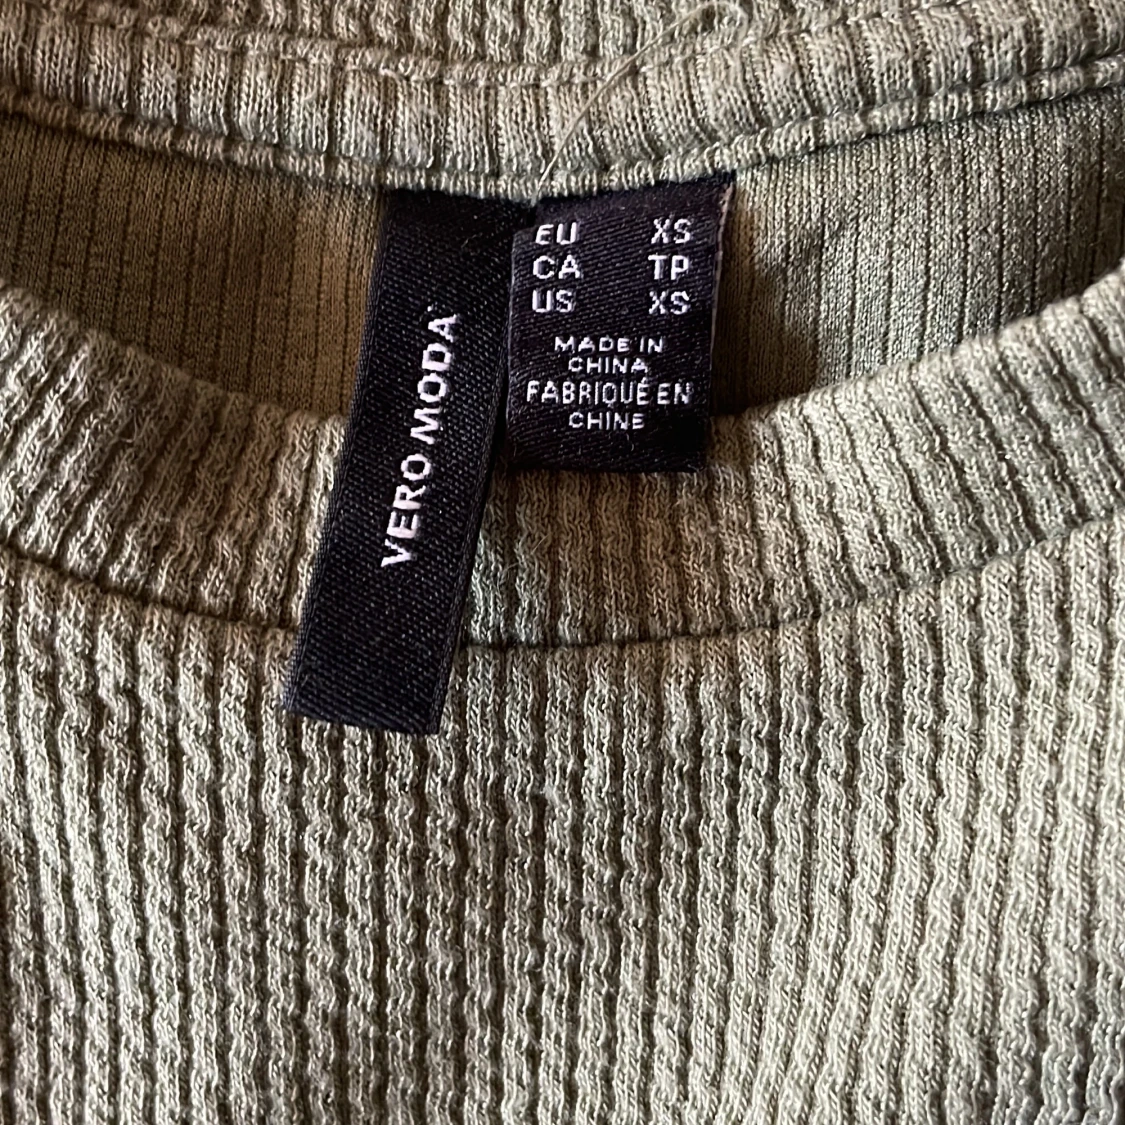 VERO MODA
EU XS
CA TP
US XS
MADE IN
CHINA
FABRIQUÉ EN
CHINE